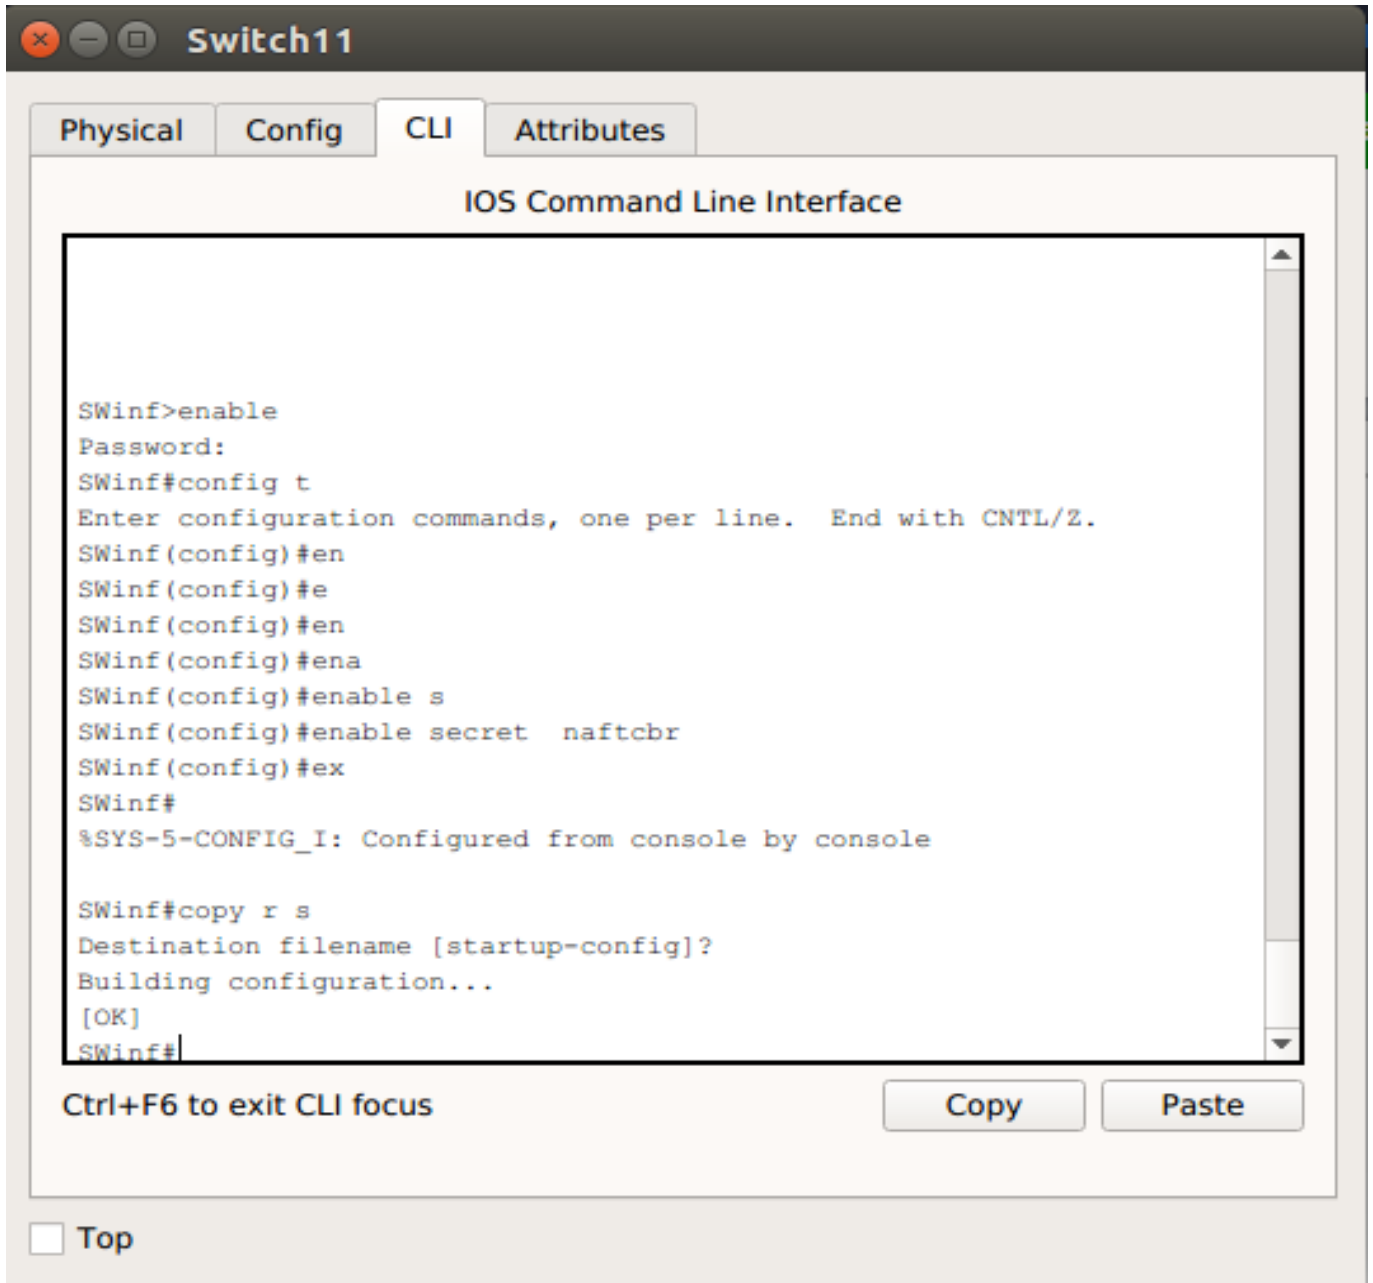 Switch11
Physical Config CLI Attributes
IOS Command Line Interface
SWinf>enable
Password:
SWinf#config t
Enter configuration commands, one per line.  End with CNTL/Z.
SWinf(config)#en
SWinf(config)#e
SWinf(config)#en
SWinf(config)#ena
SWinf(config)#enable s
SWinf(config)#enable secret  naftcbr
SWinf(config)#ex
SWinf#
%SYS-5-CONFIG_I: Configured from console by console
SWinf#copy r s
Destination filename [startup-config]?
Building configuration...
[OK]
SWinf#
Ctrl+F6 to exit CLI focus Copy Paste
Top